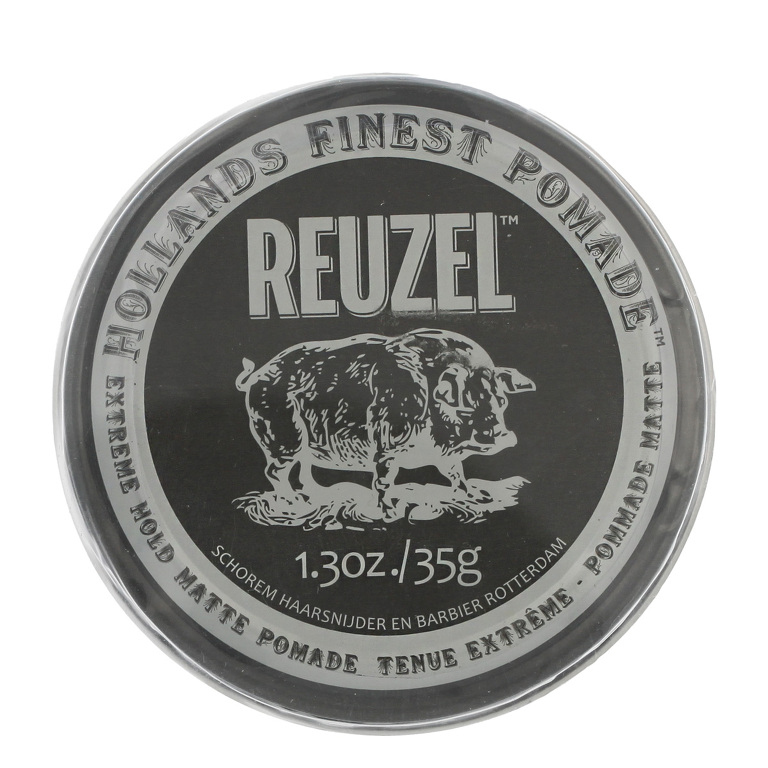 HOLLANDS FINEST POMADE™
REUZEL™
1.3oz./35g
SCHOREM HAARSNIJDER EN BARBIER ROTTERDAM
EXTREME HOLD MATTE POMADE TENUE EXTRÊME - POMMADE MATTE